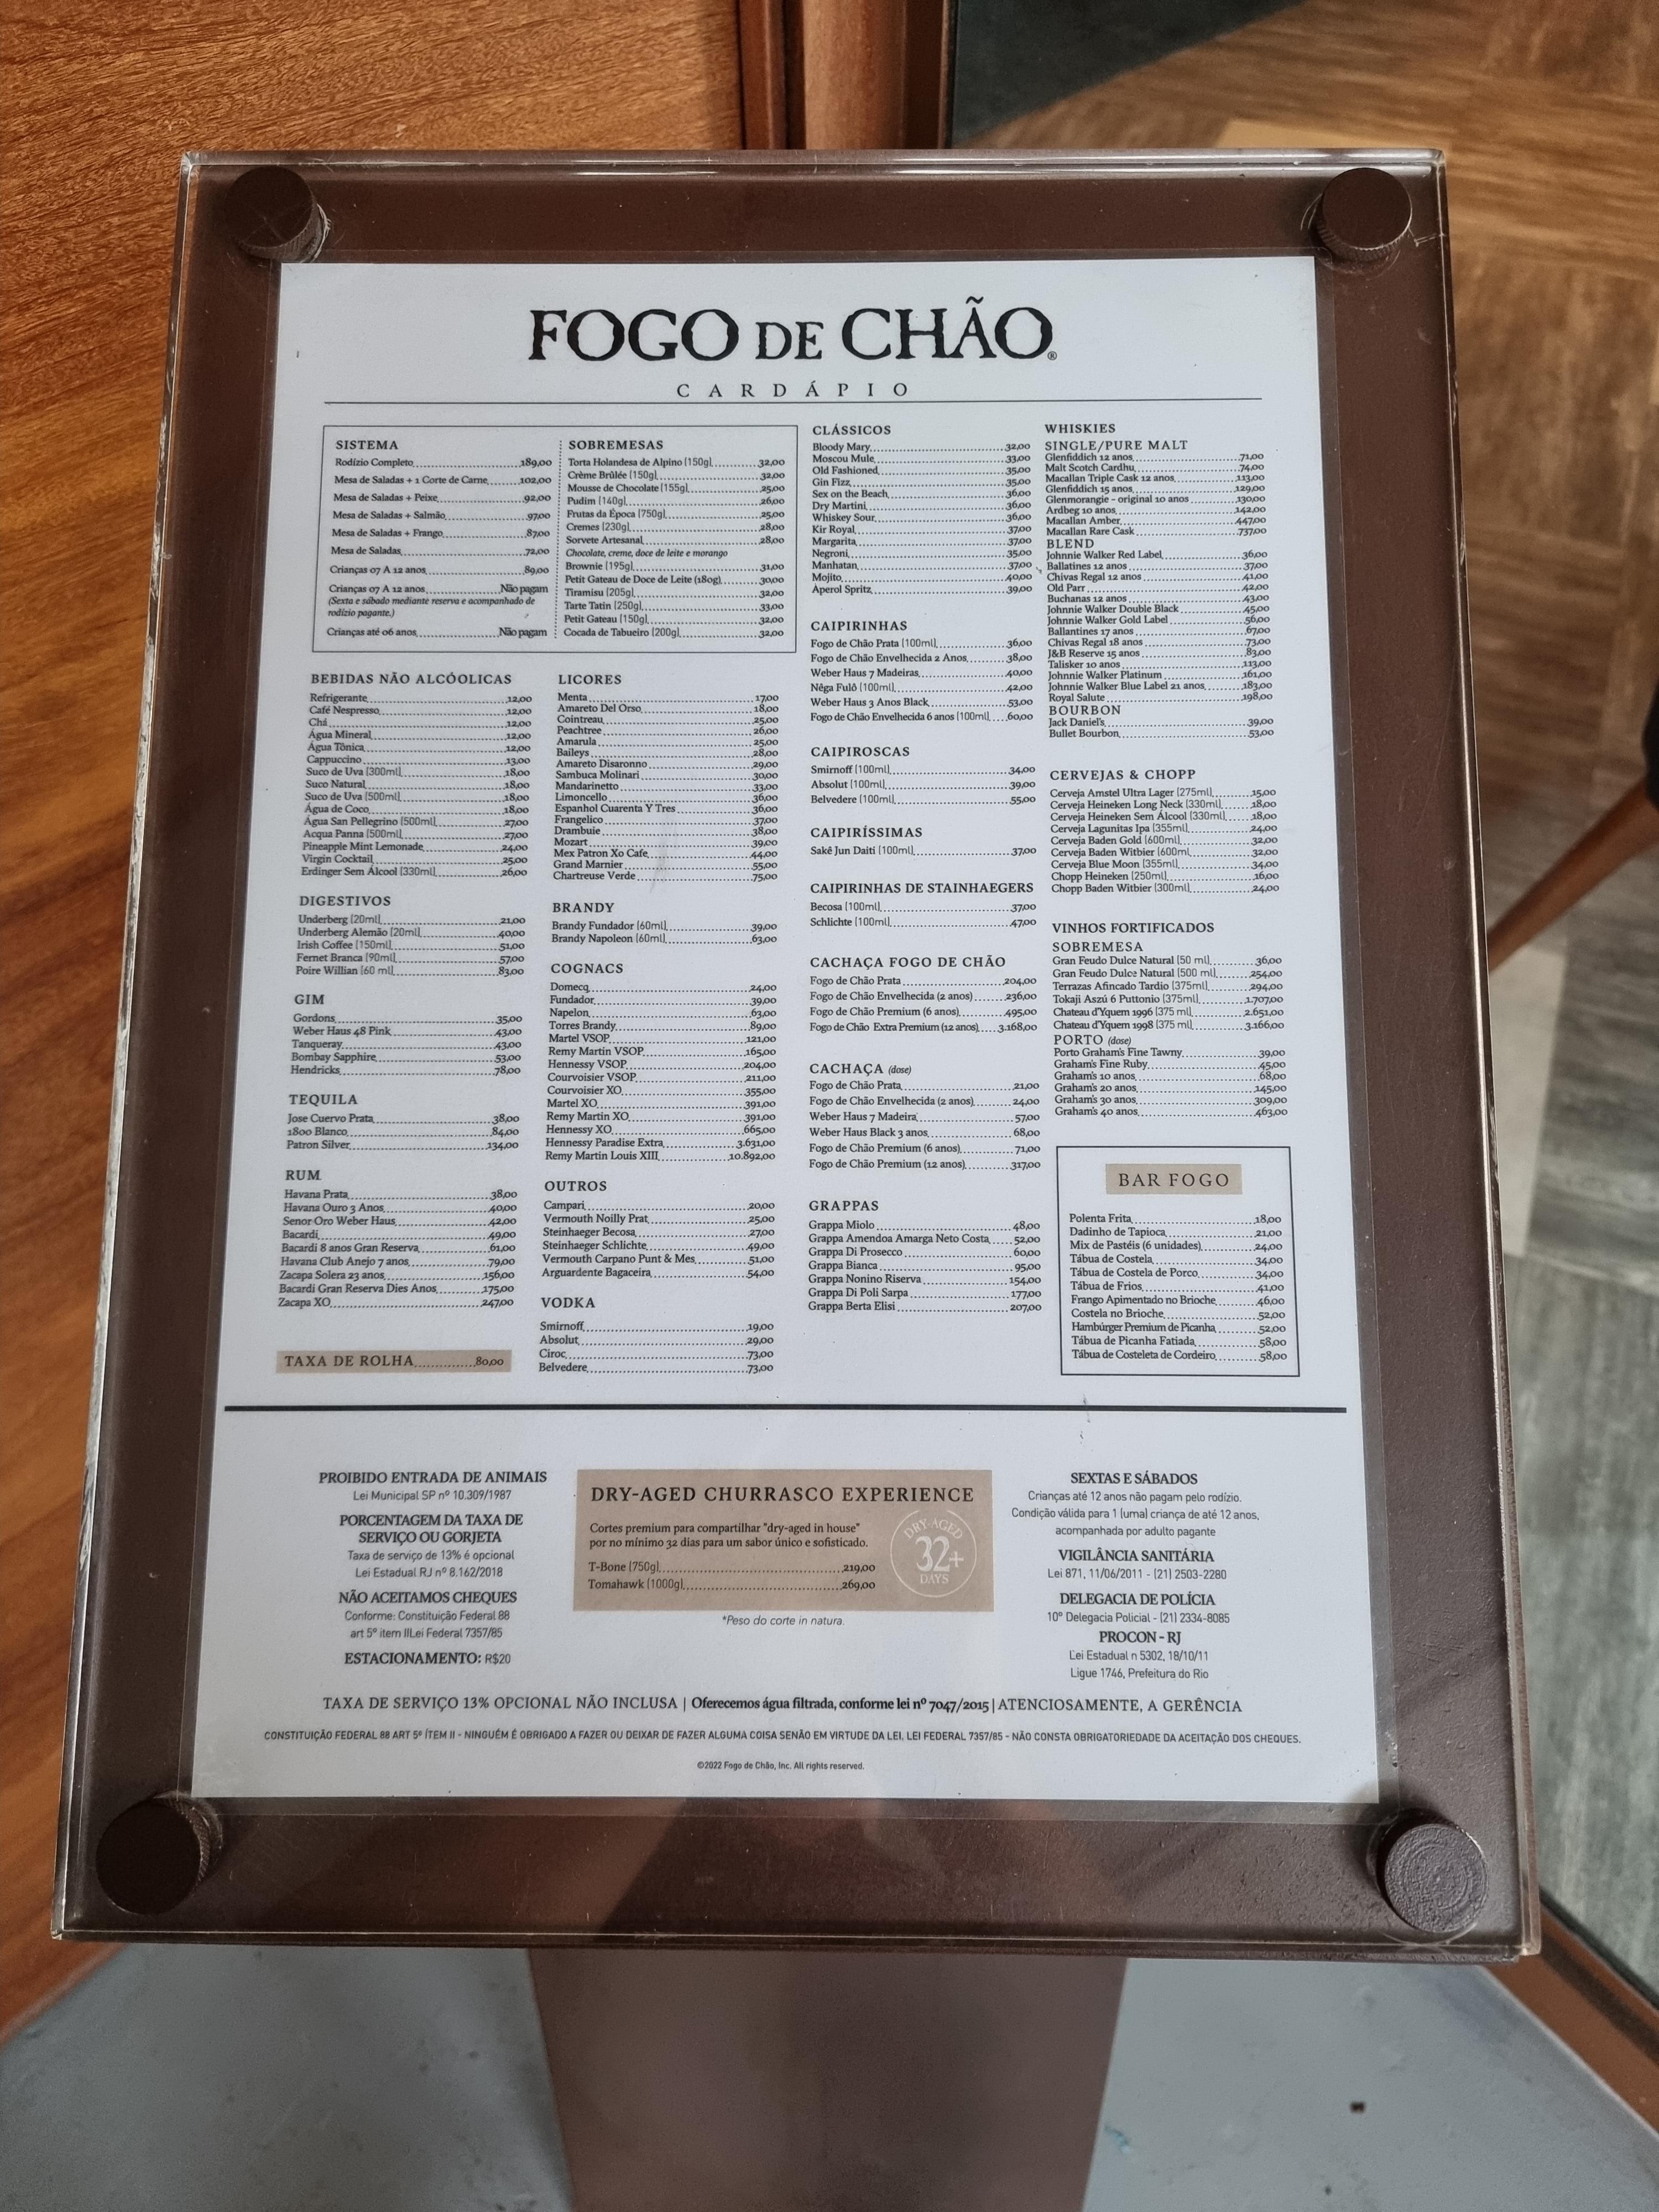 FOGO DE CHÃO®
CARDÁPIO
SISTEMA
Rodízio Completo 189,00
Mesa de Saladas + 1 Corte de Carne 102,00
Mesa de Saladas + Peixe 92,00
Mesa de Saladas + Salmão 97,00
Mesa de Saladas + Frango 87,00
Mesa de Saladas 72,00
Crianças 07 A 12 anos 89,00
Crianças 07 A 12 anos Não pagam
(Sexta e sábado mediante reserva e acompanhado de
rodízio pagante.)
Crianças até 06 anos Não pagam
SOBREMESAS
Torta Holandesa de Alpino (150g) 32,00
Crème Brûlée (150g) 32,00
Mousse de Chocolate (155g) 25,00
Pudim (140g) 26,00
Frutas da Época (750g) 25,00
Cremes (230g) 28,00
Sorvete Artesanal 28,00
Chocolate, creme, doce de leite e morango
Brownie (195g) 31,00
Petit Gateau de Doce de Leite (180g) 30,00
Tiramisu (205g) 32,00
Tarte Tatin (250g) 33,00
Petit Gateau (150g) 32,00
Cocada de Tabueiro (200g) 32,00
BEBIDAS NÃO ALCÓOLICAS
Refrigerante 12,00
Café Nespresso 12,00
Chá 12,00
Água Mineral 12,00
Água Tônica 12,00
Cappuccino 13,00
Suco de Uva (300ml) 18,00
Suco Natural 18,00
Suco de Uva (500ml) 18,00
Água de Coco 18,00
Água San Pellegrino (500ml) 27,00
Acqua Panna (500ml) 27,00
Pineapple Mint Lemonade 24,00
Virgin Cocktail 25,00
Erdinger Sem Álcool (330ml) 26,00
DIGESTIVOS
Underberg (20ml) 21,00
Underberg Alemão (20ml) 40,00
Irish Coffee (150ml) 51,00
Fernet Branca (90ml) 57,00
Poire Willian (60 ml) 83,00
GIM
Gordons 35,00
Weber Haus 48 Pink 43,00
Tanqueray 43,00
Bombay Sapphire 53,00
Hendricks 78,00
TEQUILA
Jose Cuervo Prata 38,00
1800 Blanco 84,00
Patron Silver 134,00
RUM
Havana Prata 38,00
Havana Ouro 3 Anos 40,00
Senor Oro Weber Haus 42,00
Bacardi 49,00
Bacardi 8 anos Gran Reserva 61,00
Havana Club Anejo 7 anos 79,00
Zacapa Solera 23 anos 156,00
Bacardi Gran Reserva Dies Anos 175,00
Zacapa XO 247,00
TAXA DE ROLHA 80,00
LICORES
Menta 17,00
Amareto Del Orso 18,00
Cointreau 25,00
Peachtree 26,00
Amarula 25,00
Baileys 28,00
Amareto Disaronno 29,00
Sambuca Molinari 30,00
Mandarinetto 33,00
Limoncello 36,00
Espanhol Cuarenta Y Tres 36,00
Frangelico 37,00
Drambuie 38,00
Mozart 39,00
Mex Patron Xo Cafe 44,00
Grand Marnier 55,00
Chartreuse Verde 75,00
BRANDY
Brandy Fundador (60ml) 39,00
Brandy Napoleon (60ml) 63,00
COGNACS
Domecq 24,00
Fundador 39,00
Napelon 63,00
Torres Brandy 89,00
Martel VSOP 121,00
Remy Martin VSOP 165,00
Hennessy VSOP 204,00
Courvoisier VSOP 211,00
Courvoisier XO 355,00
Martel XO 391,00
Remy Martin XO 391,00
Hennessy XO 665,00
Hennessy Paradise Extra 3.631,00
Remy Martin Louis XIII 10.892,00
OUTROS
Campari 20,00
Vermouth Noilly Prat 25,00
Steinhaeger Becosa 27,00
Steinhaeger Schlichte 49,00
Vermouth Carpano Punt & Mes 51,00
Arguardente Bagaceira 54,00
VODKA
Smirnoff 19,00
Absolut 29,00
Ciroc 73,00
Belvedere 73,00
CLÁSSICOS
Bloody Mary 32,00
Moscou Mule 33,00
Old Fashioned 35,00
Gin Fizz 35,00
Sex on the Beach 36,00
Dry Martini 36,00
Whiskey Sour 36,00
Kir Royal 37,00
Margarita 37,00
Negroni 35,00
Manhatan 37,00
Mojito 40,00
Aperol Spritz 39,00
CAIPIRINHAS
Fogo de Chão Prata (100ml) 36,00
Fogo de Chão Envelhecida 2 Anos 38,00
Weber Haus 7 Madeiras 40,00
Nêga Fulô (100ml) 42,00
Weber Haus 3 Anos Black 53,00
Fogo de Chão Envelhecida 6 anos (100ml) 60,00
CAIPIROSCAS
Smirnoff (100ml) 34,00
Absolut (100ml) 39,00
Belvedere (100ml) 55,00
CAIPIRÍSSIMAS
Sakê Jun Daiti (100ml) 37,00
CAIPIRINHAS DE STAINHAEGERS
Becosa (100ml) 37,00
Schlichte (100ml) 47,00
CACHAÇA FOGO DE CHÃO
Fogo de Chão Prata 204,00
Fogo de Chão Envelhecida (2 anos) 236,00
Fogo de Chão Premium (6 anos) 495,00
Fogo de Chão Extra Premium (12 anos) 3.168,00
CACHAÇA (dose)
Fogo de Chão Prata 21,00
Fogo de Chão Envelhecida (2 anos) 24,00
Weber Haus 7 Madeira 57,00
Weber Haus Black 3 anos 68,00
Fogo de Chão Premium (6 anos) 71,00
Fogo de Chão Premium (12 anos) 317,00
GRAPPAS
Grappa Miolo 48,00
Grappa Amendoa Amarga Neto Costa 52,00
Grappa Di Prosecco 60,00
Grappa Bianca 95,00
Grappa Nonino Riserva 154,00
Grappa Di Poli Sarpa 177,00
Grappa Berta Elisi 207,00
WHISKIES
SINGLE/PURE MALT
Glenfiddich 12 anos 71,00
Malt Scotch Cardhu 74,00
Macallan Triple Cask 12 anos 113,00
Glenfiddich 15 anos 129,00
Glenmorangie - original 10 anos 130,00
Ardbeg 10 anos 142,00
Macallan Amber 447,00
Macallan Rare Cask 737,00
BLEND
Johnnie Walker Red Label 36,00
Ballatines 12 anos 37,00
Chivas Regal 12 anos 41,00
Old Parr 42,00
Buchanas 12 anos 43,00
Johnnie Walker Double Black 45,00
Johnnie Walker Gold Label 56,00
Ballantines 17 anos 67,00
Chivas Regal 18 anos 73,00
J&B Reserve 15 anos 83,00
Talisker 10 anos 113,00
Johnnie Walker Platinum 161,00
Johnnie Walker Blue Label 21 anos 183,00
Royal Salute 198,00
BOURBON
Jack Daniel's 39,00
Bullet Bourbon 53,00
CERVEJAS & CHOPP
Cerveja Amstel Ultra Lager (275ml) 15,00
Cerveja Heineken Long Neck (330ml) 18,00
Cerveja Heineken Sem Álcool (330ml) 18,00
Cerveja Lagunitas Ipa (355ml) 24,00
Cerveja Baden Gold (600ml) 32,00
Cerveja Baden Witbier (600ml 32,00
Cerveja Blue Moon (355ml) 34,00
Chopp Heineken (250ml) 16,00
Chopp Baden Witbier (300ml) 24,00
VINHOS FORTIFICADOS
SOBREMESA
Gran Feudo Dulce Natural (50 ml) 36,00
Gran Feudo Dulce Natural (500 ml) 254,00
Terrazas Afincado Tardio (375ml) 294,00
Tokaji Aszú 6 Puttonio (375ml) 1.707,00
Chateau d'Yquem 1996 (375 ml) 2.651,00
Chateau d'Yquem 1998 (375 ml) 3.166,00
PORTO (dose)
Porto Graham's Fine Tawny 39,00
Graham's Fine Ruby 45,00
Graham's 10 anos 68,00
Graham's 20 anos 145,00
Graham's 30 anos 309,00
Graham's 40 anos 463,00
BAR FOGO
Polenta Frita 18,00
Dadinho de Tapioca 21,00
Mix de Pastéis (6 unidades) 24,00
Tábua de Costela 34,00
Tábua de Costela de Porco 34,00
Tábua de Frios 41,00
Frango Apimentado no Brioche 46,00
Costela no Brioche 52,00
Hambúrger Premium de Picanha 52,00
Tábua de Picanha Fatiada 58,00
Tábua de Costeleta de Cordeiro 58,00
PROIBIDO ENTRADA DE ANIMAIS
Lei Municipal SP nº 10.309/1987
PORCENTAGEM DA TAXA DE
SERVIÇO OU GORJETA
Taxa de serviço de 13% é opcional
Lei Estadual RJ nº 8.162/2018
NÃO ACEITAMOS CHEQUES
Conforme: Constituição Federal 88
art 5º item IILei Federal 7357/85
ESTACIONAMENTO: R$20
DRY-AGED CHURRASCO EXPERIENCE
Cortes premium para compartilhar "dry-aged in house"
por no mínimo 32 dias para um sabor único e sofisticado.
T-Bone (750g) 219,00
Tomahawk (1000g) 269,00
DRY-AGED
32+
DAYS
*Peso do corte in natura.
SEXTAS E SÁBADOS
Crianças até 12 anos não pagam pelo rodízio.
Condição válida para 1 (uma) criança de até 12 anos,
acompanhada por adulto pagante
VIGILÂNCIA SANITÁRIA
Lei 871, 11/06/2011 - (21) 2503-2280
DELEGACIA DE POLÍCIA
10º Delegacia Policial - (21) 2334-8085
PROCON - RJ
Lei Estadual n 5302, 18/10/11
Ligue 1746, Prefeitura do Rio
TAXA DE SERVIÇO 13% OPCIONAL NÃO INCLUSA | Oferecemos água filtrada, conforme lei nº 7047/2015 | ATENCIOSAMENTE, A GERÊNCIA
CONSTITUIÇÃO FEDERAL 88 ART 5º ÍTEM II - NINGUÉM É OBRIGADO A FAZER OU DEIXAR DE FAZER ALGUMA COISA SENÃO EM VIRTUDE DA LEI. LEI FEDERAL 7357/85 - NÃO CONSTA OBRIGATORIEDADE DA ACEITAÇÃO DOS CHEQUES.
©2022 Fogo de Chão, Inc. All rights reserved.